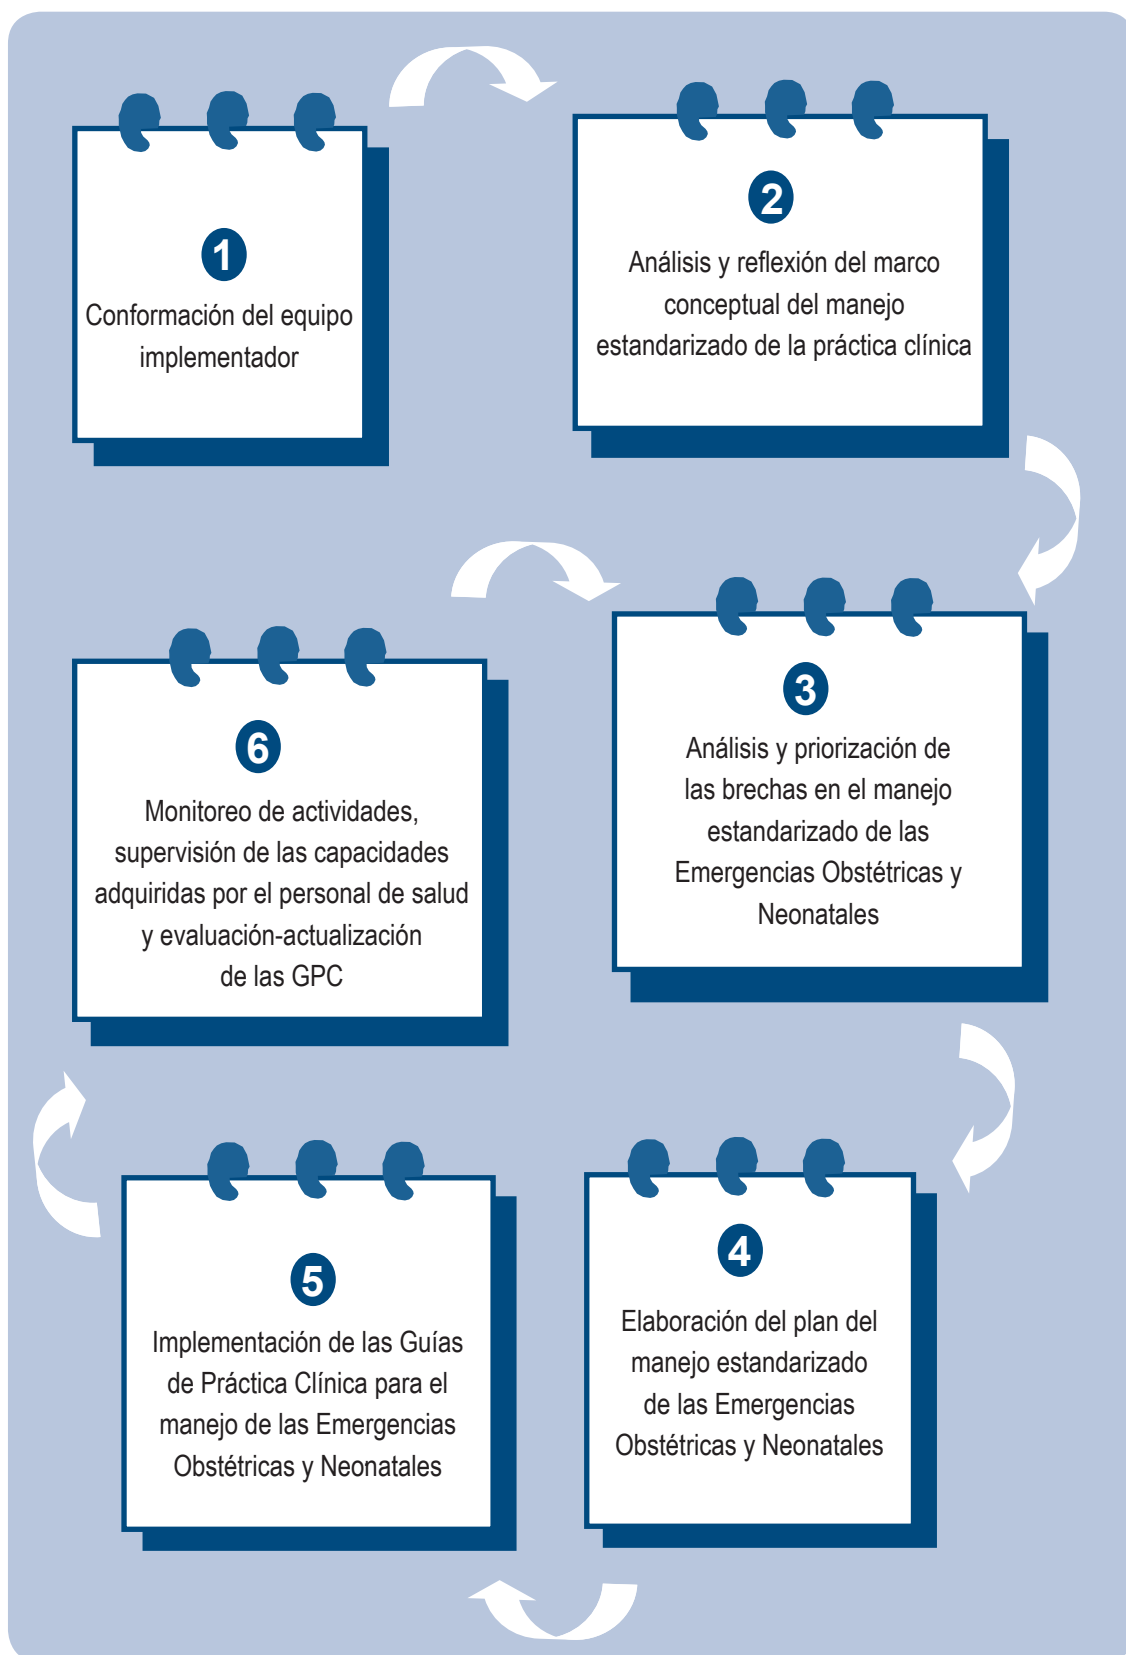 1
Conformación del equipo
implementador
2
Análisis y reflexión del marco
conceptual del manejo
estandarizado de la práctica clínica
3
Análisis y priorización de
las brechas en el manejo
estandarizado de las
Emergencias Obstétricas y
Neonatales
4
Elaboración del plan del
manejo estandarizado
de las Emergencias
Obstétricas y Neonatales
5
Implementación de las Guías
de Práctica Clínica para el
manejo de las Emergencias
Obstétricas y Neonatales
6
Monitoreo de actividades,
supervisión de las capacidades
adquiridas por el personal de salud
y evaluación-actualización
de las GPC